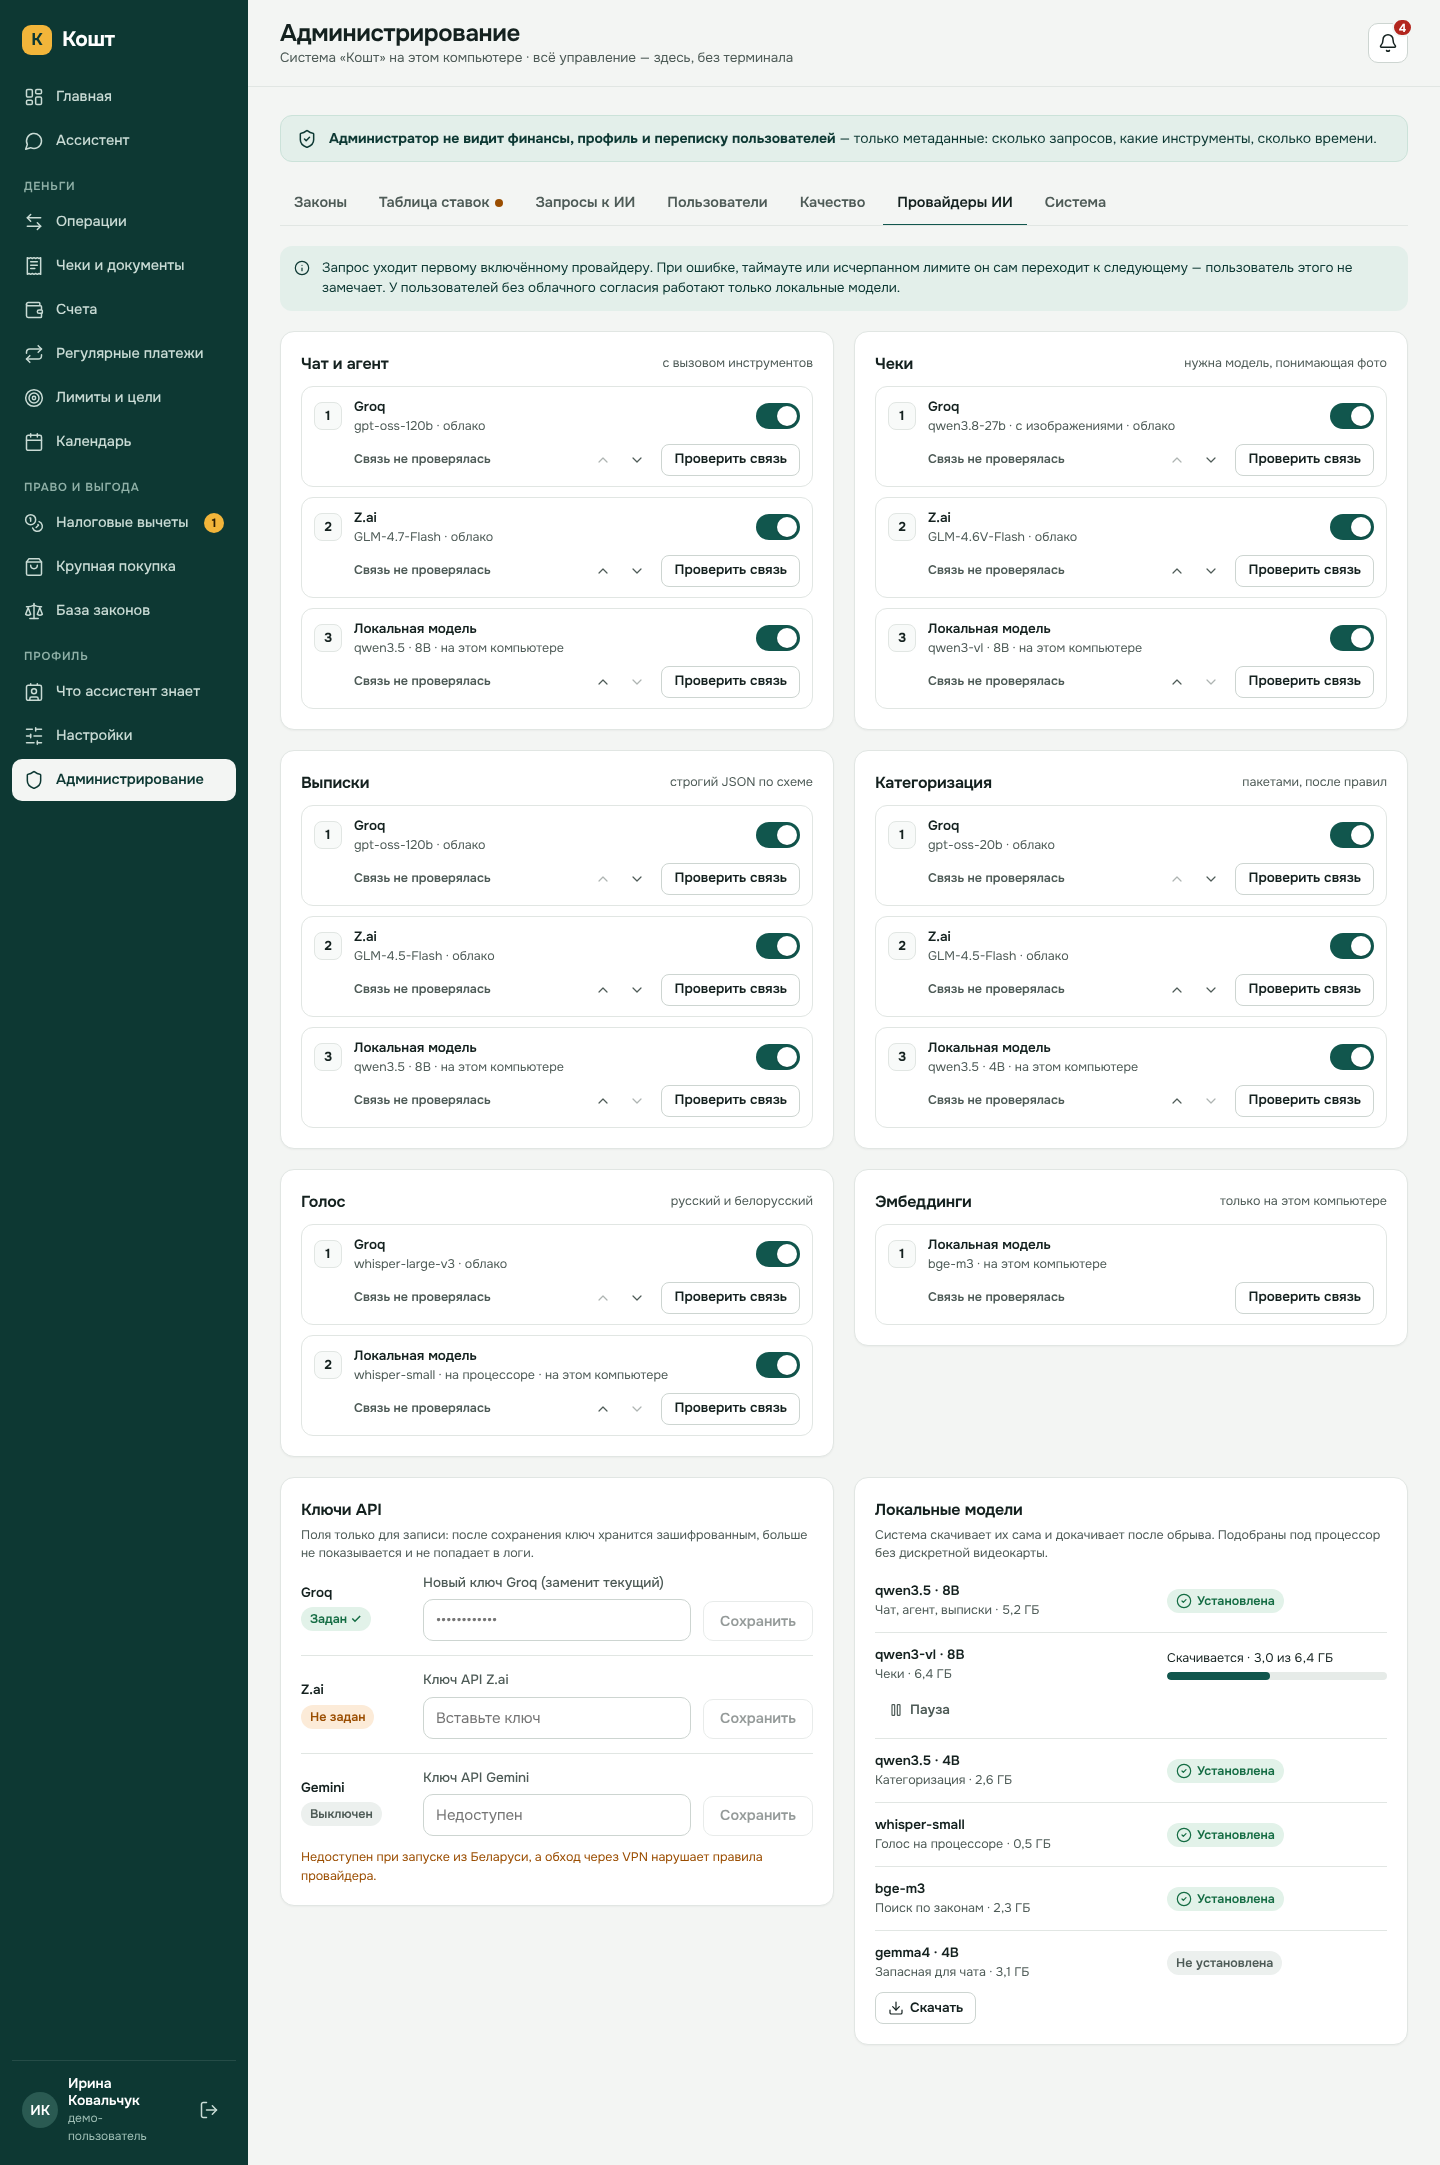 К Кошт
Главная
Ассистент
ДЕНЬГИ
Операции
Чеки и документы
Счета
Регулярные платежи
Лимиты и цели
Календарь
ПРАВО И ВЫГОДА
Налоговые вычеты 1
Крупная покупка
База законов
ПРОФИЛЬ
Что ассистент знает
Настройки
Администрирование
ИК
Ирина
Ковальчук
демо-
пользователь
Администрирование
Система «Кошт» на этом компьютере · всё управление — здесь, без терминала
4
Администратор не видит финансы, профиль и переписку пользователей — только метаданные: сколько запросов, какие инструменты, сколько времени.
Законы Таблица ставок Запросы к ИИ Пользователи Качество Провайдеры ИИ Система
Запрос уходит первому включённому провайдеру. При ошибке, таймауте или исчерпанном лимите он сам переходит к следующему — пользователь этого не
замечает. У пользователей без облачного согласия работают только локальные модели.
Чат и агент с вызовом инструментов
1 Groq
gpt-oss-120b · облако
Связь не проверялась Проверить связь
2 Z.ai
GLM-4.7-Flash · облако
Связь не проверялась Проверить связь
3 Локальная модель
qwen3.5 · 8B · на этом компьютере
Связь не проверялась Проверить связь
Чеки нужна модель, понимающая фото
1 Groq
qwen3.8-27b · с изображениями · облако
Связь не проверялась Проверить связь
2 Z.ai
GLM-4.6V-Flash · облако
Связь не проверялась Проверить связь
3 Локальная модель
qwen3-vl · 8B · на этом компьютере
Связь не проверялась Проверить связь
Выписки строгий JSON по схеме
1 Groq
gpt-oss-120b · облако
Связь не проверялась Проверить связь
2 Z.ai
GLM-4.5-Flash · облако
Связь не проверялась Проверить связь
3 Локальная модель
qwen3.5 · 8B · на этом компьютере
Связь не проверялась Проверить связь
Категоризация пакетами, после правил
1 Groq
gpt-oss-20b · облако
Связь не проверялась Проверить связь
2 Z.ai
GLM-4.5-Flash · облако
Связь не проверялась Проверить связь
3 Локальная модель
qwen3.5 · 4B · на этом компьютере
Связь не проверялась Проверить связь
Голос русский и белорусский
1 Groq
whisper-large-v3 · облако
Связь не проверялась Проверить связь
2 Локальная модель
whisper-small · на процессоре · на этом компьютере
Связь не проверялась Проверить связь
Эмбеддинги только на этом компьютере
1 Локальная модель
bge-m3 · на этом компьютере
Связь не проверялась Проверить связь
Ключи API
Поля только для записи: после сохранения ключ хранится зашифрованным, больше
не показывается и не попадает в логи.
Groq
Задан ✓
Новый ключ Groq (заменит текущий)
•••••••••••• Сохранить
Z.ai
Не задан
Ключ API Z.ai
Вставьте ключ Сохранить
Gemini
Выключен
Ключ API Gemini
Недоступен Сохранить
Недоступен при запуске из Беларуси, а обход через VPN нарушает правила
провайдера.
Локальные модели
Система скачивает их сама и докачивает после обрыва. Подобраны под процессор
без дискретной видеокарты.
qwen3.5 · 8B
Чат, агент, выписки · 5,2 ГБ
Установлена
qwen3-vl · 8B
Чеки · 6,4 ГБ
Скачивается · 3,0 из 6,4 ГБ
Пауза
qwen3.5 · 4B
Категоризация · 2,6 ГБ
Установлена
whisper-small
Голос на процессоре · 0,5 ГБ
Установлена
bge-m3
Поиск по законам · 2,3 ГБ
Установлена
gemma4 · 4B
Запасная для чата · 3,1 ГБ
Не установлена
Скачать